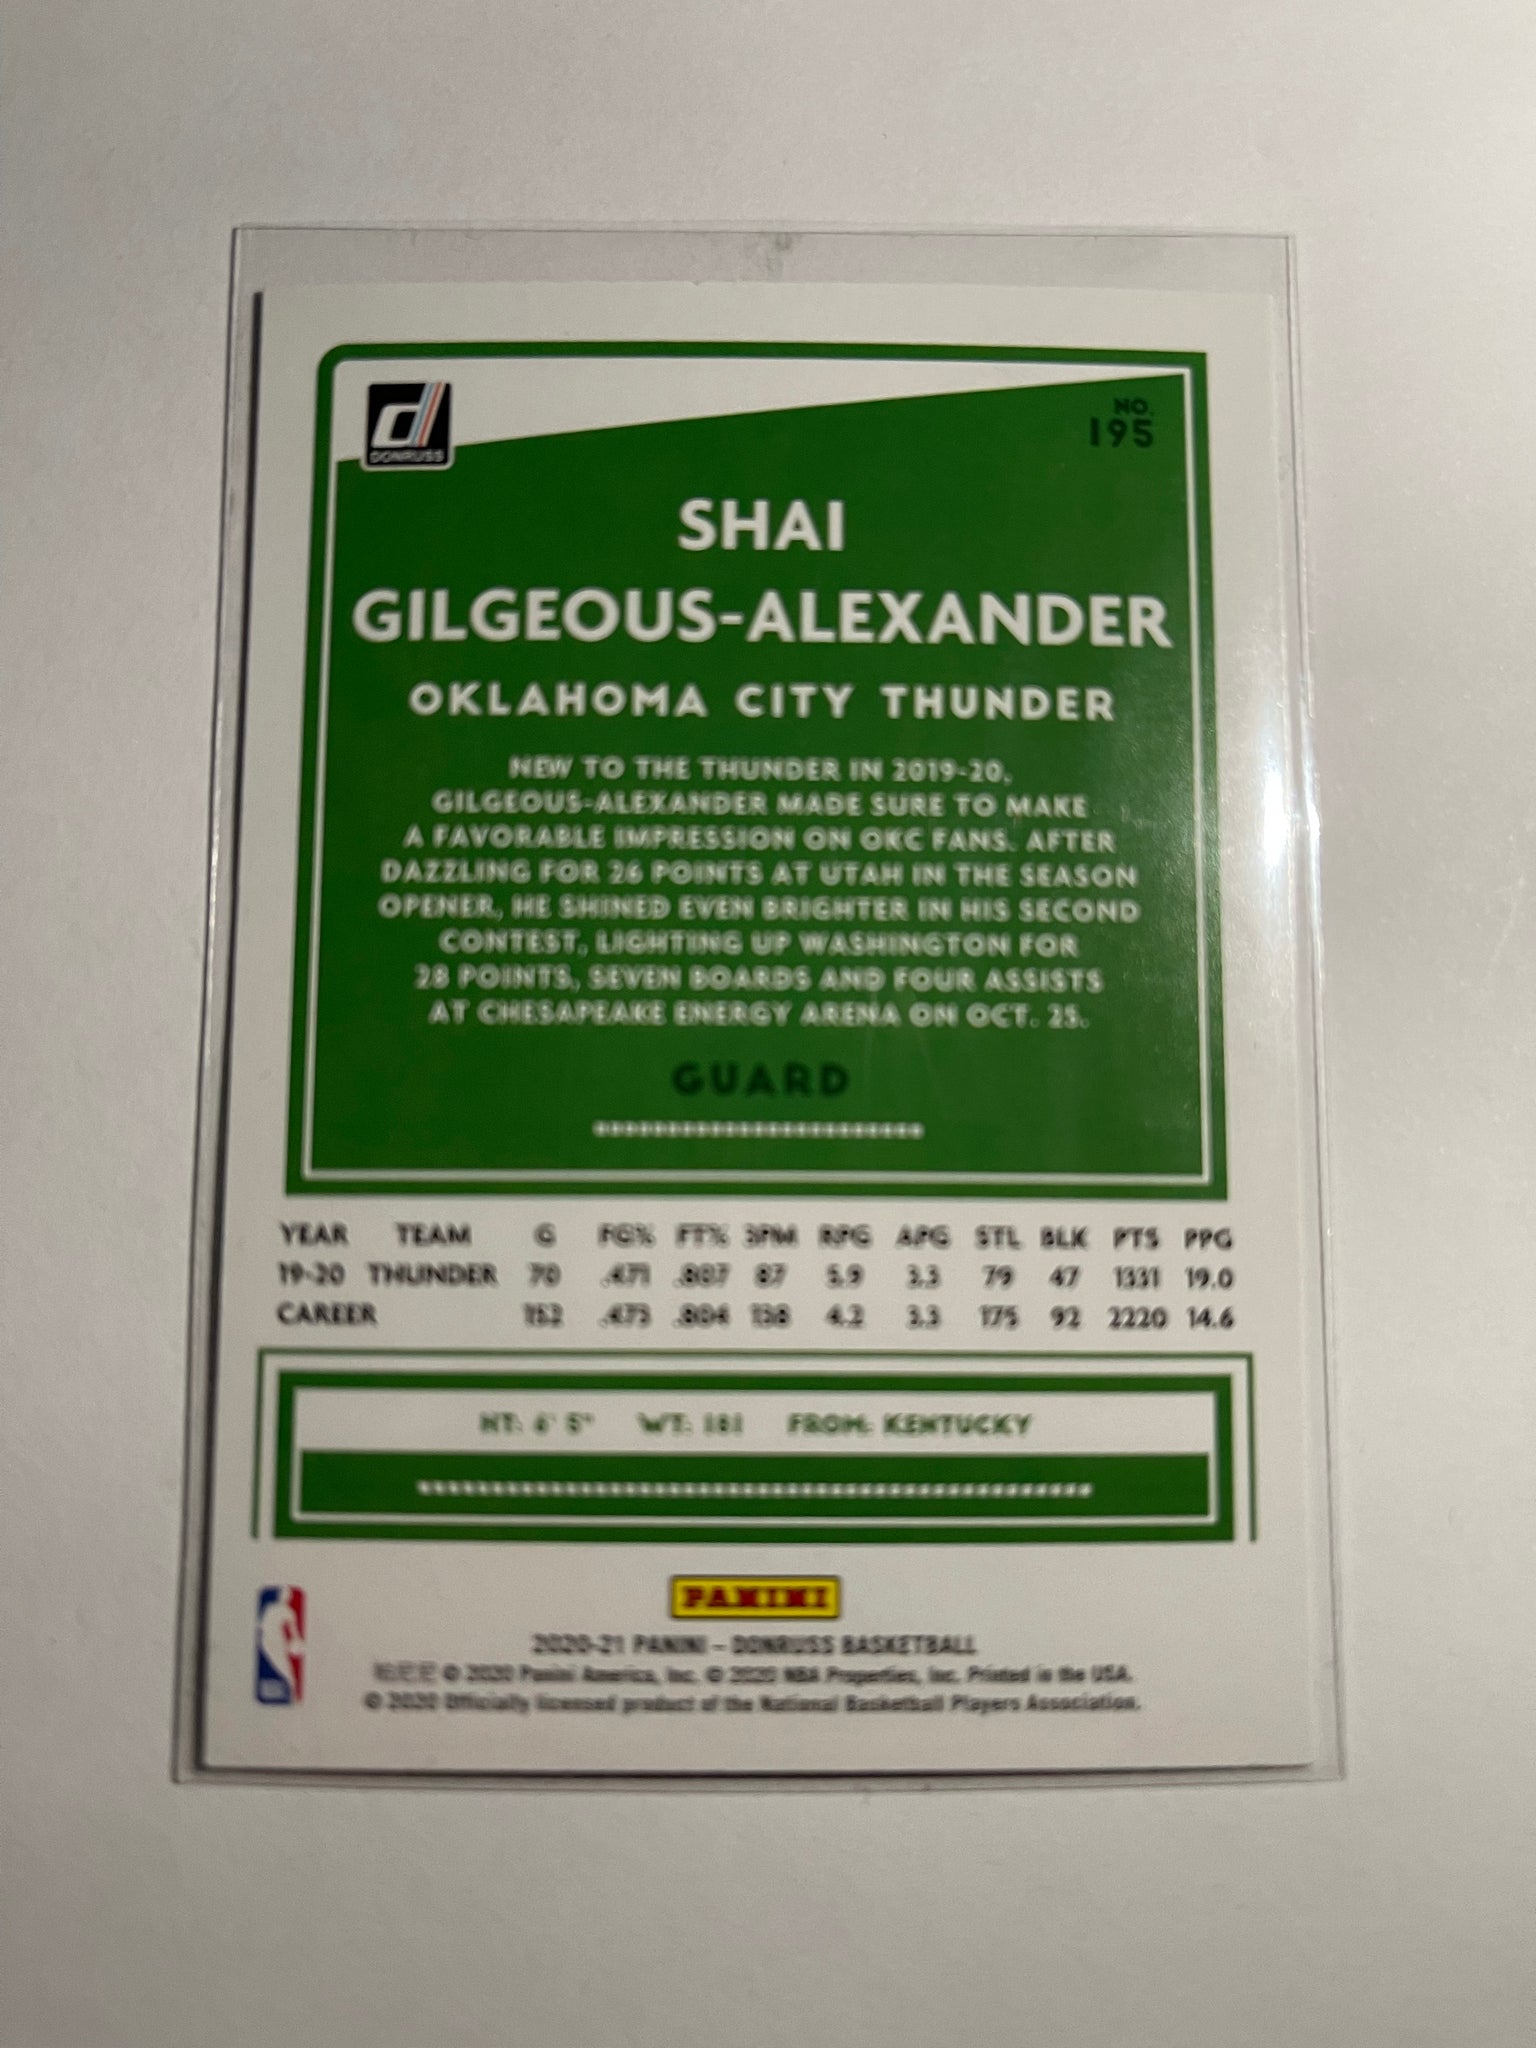 DONRUSS
NO.
195
SHAI
GILGEOUS-ALEXANDER
OKLAHOMA CITY THUNDER
NEW TO THE THUNDER IN 2019-20,
GILGEOUS-ALEXANDER MADE SURE TO MAKE
A FAVORABLE IMPRESSION ON OKC FANS. AFTER
DAZZLING FOR 26 POINTS AT UTAH IN THE SEASON
OPENER, HE SHINED EVEN BRIGHTER IN HIS SECOND
CONTEST, LIGHTING UP WASHINGTON FOR
28 POINTS, SEVEN BOARDS AND FOUR ASSISTS
AT CHESAPEAKE ENERGY ARENA ON OCT. 25.
GUARD
YEAR TEAM G FG% FT% 3PM RPG APG STL BLK PTS PPG
19-20 THUNDER 70 .471 .807 87 5.9 3.3 79 47 1331 19.0
CAREER 152 .473 .804 138 4.2 3.3 175 92 2220 14.6
HT: 6' 5" WT: 181 FROM: KENTUCKY
PANINI
2020-21 PANINI – DONRUSS BASKETBALL
© 2020 Panini America, Inc. © 2020 NBA Properties, Inc. Printed in the USA.
© 2020 Officially licensed product of the National Basketball Players Association.